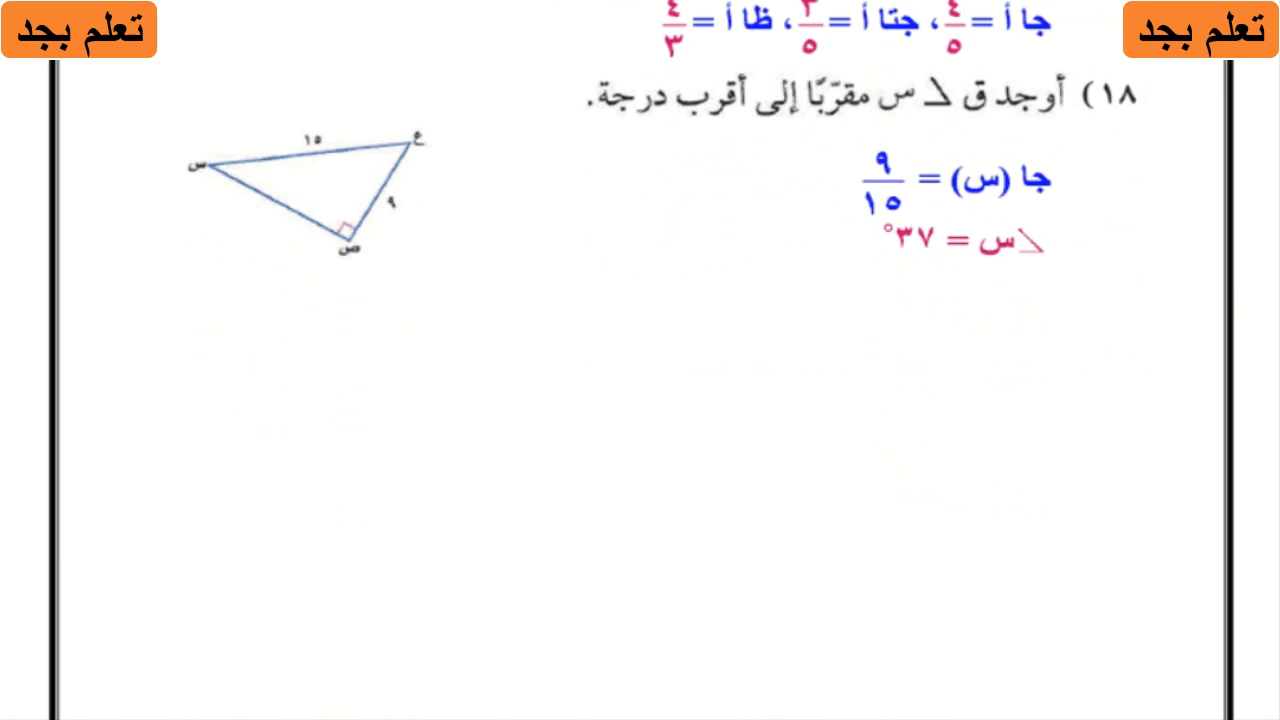 تعلم بجد
تعلم بجد
جا أ = ٤/٥ ، جتا أ = ٣/٥ ، ظا أ = ٤/٣
١٨) أوجد ق ∠ س مقرّبًا إلى أقرب درجة.
ع
١٥
س
٩
ص
جا (س) = ٩/١٥
∠س = ٣٧°